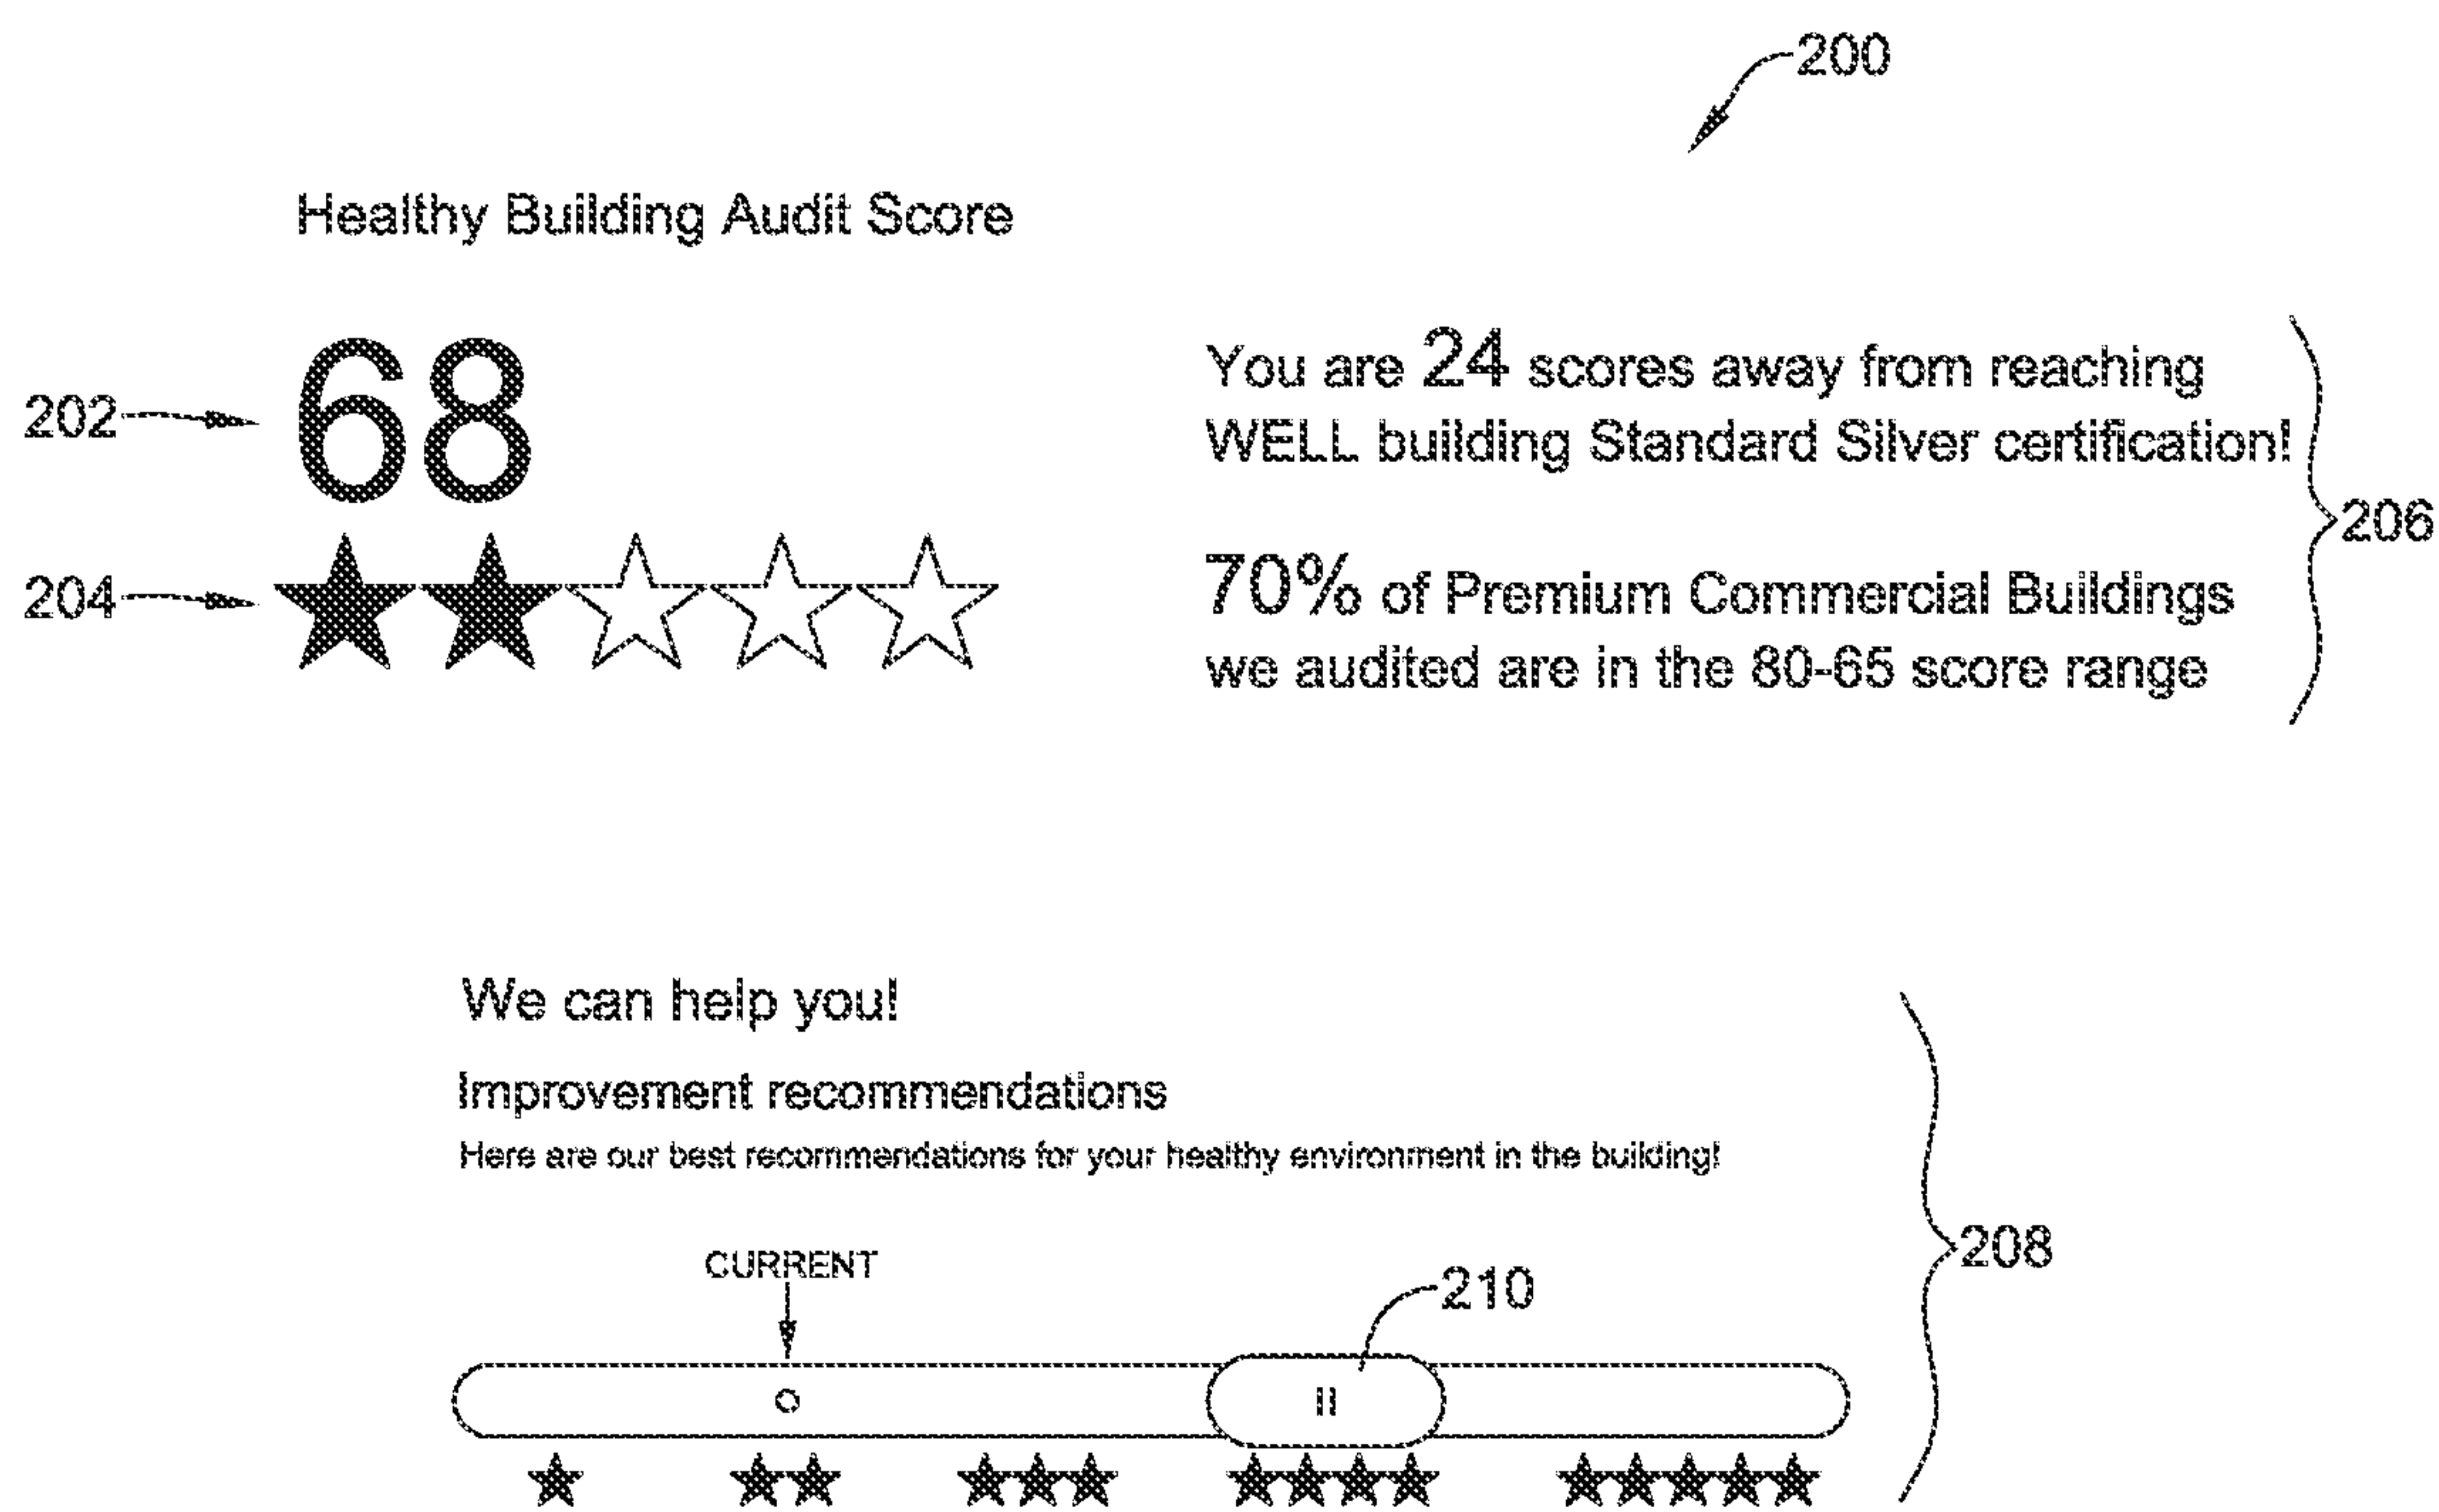 200
Healthy Building Audit Score
202
68
You are 24 scores away from reaching
WELL building Standard Silver certification!
206
204
70% of Premium Commercial Buildings
we audited are in the 80-65 score range
We can help you!
Improvement recommendations
Here are our best recommendations for your healthy environment in the building!
208
CURRENT
210